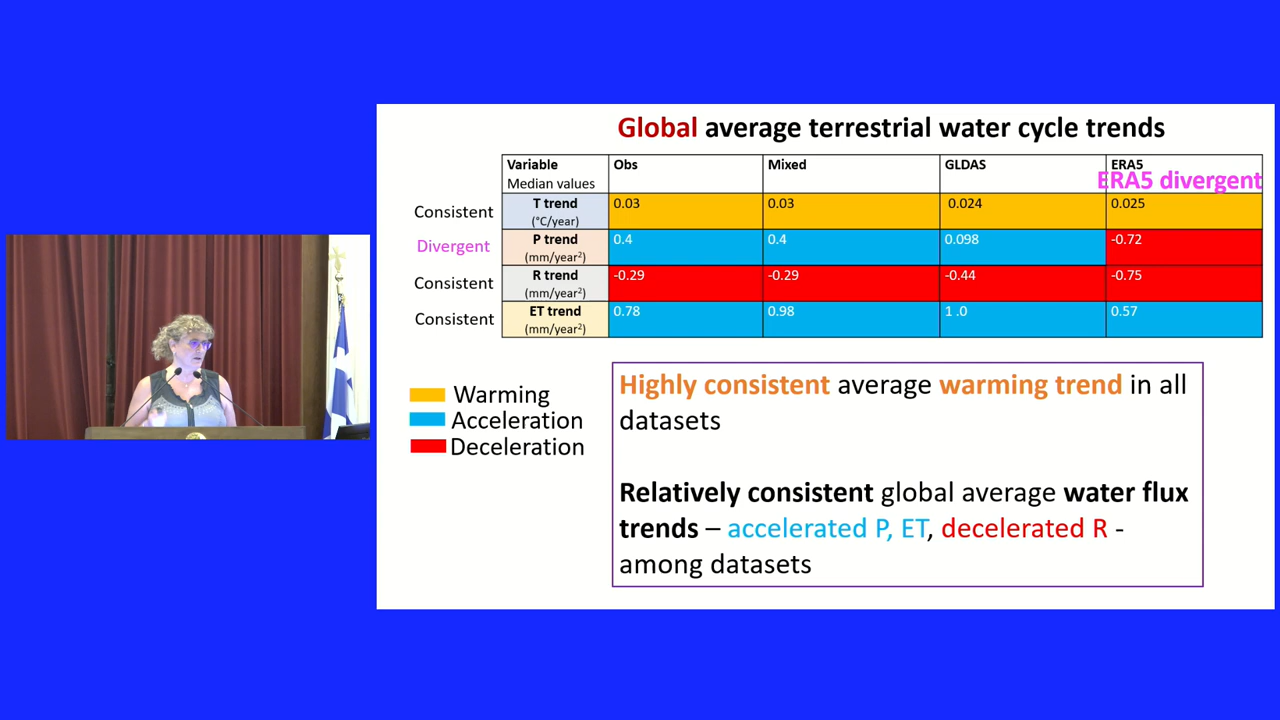 Global average terrestrial water cycle trends
Variable Obs Mixed GLDAS ERA5
Median values
ERA5 divergent
Consistent T trend 0.03 0.03 0.024 0.025
(°C/year)
Divergent P trend 0.4 0.4 0.098 -0.72
(mm/year²)
Consistent R trend -0.29 -0.29 -0.44 -0.75
(mm/year²)
Consistent ET trend 0.78 0.98 1 .0 0.57
(mm/year²)
Warming
Acceleration
Deceleration
Highly consistent average warming trend in all
datasets
Relatively consistent global average water flux
trends – accelerated P, ET, decelerated R -
among datasets